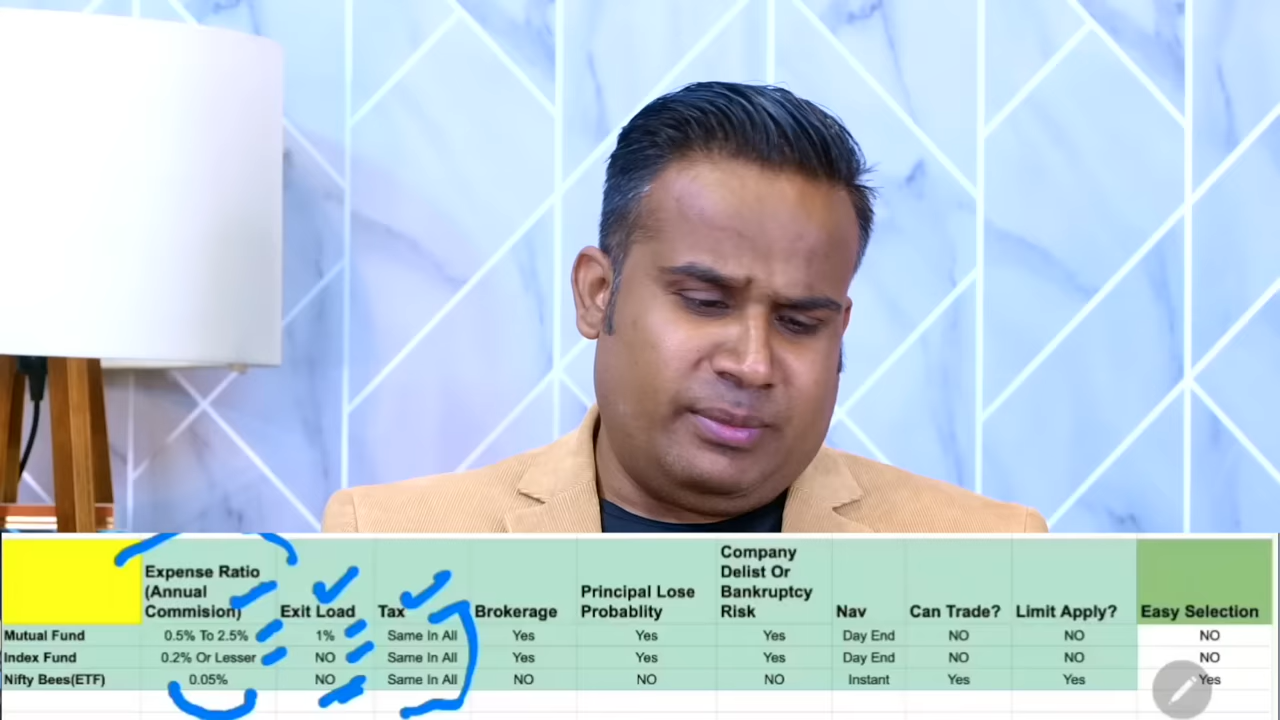 Expense Ratio (Annual Commision) Exit Load Tax Brokerage Principal Lose Probablity Company Delist Or Bankruptcy Risk Nav Can Trade? Limit Apply? Easy Selection
Mutual Fund 0.5% To 2.5% 1% Same In All Yes Yes Yes Day End NO NO NO
Index Fund 0.2% Or Lesser NO Same In All Yes Yes Yes Day End NO NO NO
Nifty Bees(ETF) 0.05% NO Same In All NO NO NO Instant Yes Yes Yes